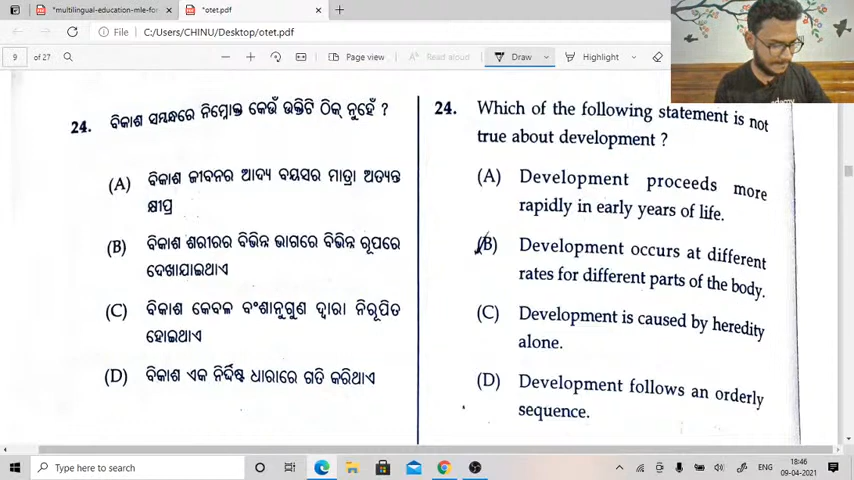 *multilingual-education-mle-fo
*otet.pdf
File
C:/Users/CHINU/Desktop/otet.pdf
9
of 27
Page view
Read aloud
Draw
Highlight
24.
ବିକାଶ ସମ୍ବନ୍ଧରେ ନିମ୍ନୋକ୍ତ କେଉଁ ଉକ୍ତିଟି ଠିକ୍ ନୁହେଁ ?
(A) ବିକାଶ ଜୀବନର ଆଦ୍ୟ ବୟସର ମାତ୍ରା ଅତ୍ୟନ୍ତ
କ୍ଷୀପ୍ର
(B) ବିକାଶ ଶରୀରର ବିଭିନ୍ନ ଭାଗରେ ବିଭିନ୍ନ ରୂପରେ
ଦେଖାଯାଇଥାଏ
(C) ବିକାଶ କେବଳ ବଂଶାନୁଗୁଣ ଦ୍ୱାରା ନିରୂପିତ
ହୋଇଥାଏ
(D) ବିକାଶ ଏକ ନିର୍ଦ୍ଦିଷ୍ଟ ଧାରାରେ ଗତି କରିଥାଏ
24. Which of the following statement is not
true about development ?
(A) Development proceeds more
rapidly in early years of life.
(B) Development occurs at different
rates for different parts of the body.
(C) Development is caused by heredity
alone.
(D) Development follows an orderly
sequence.
Type here to search
ENG
18:46
09-04-2021